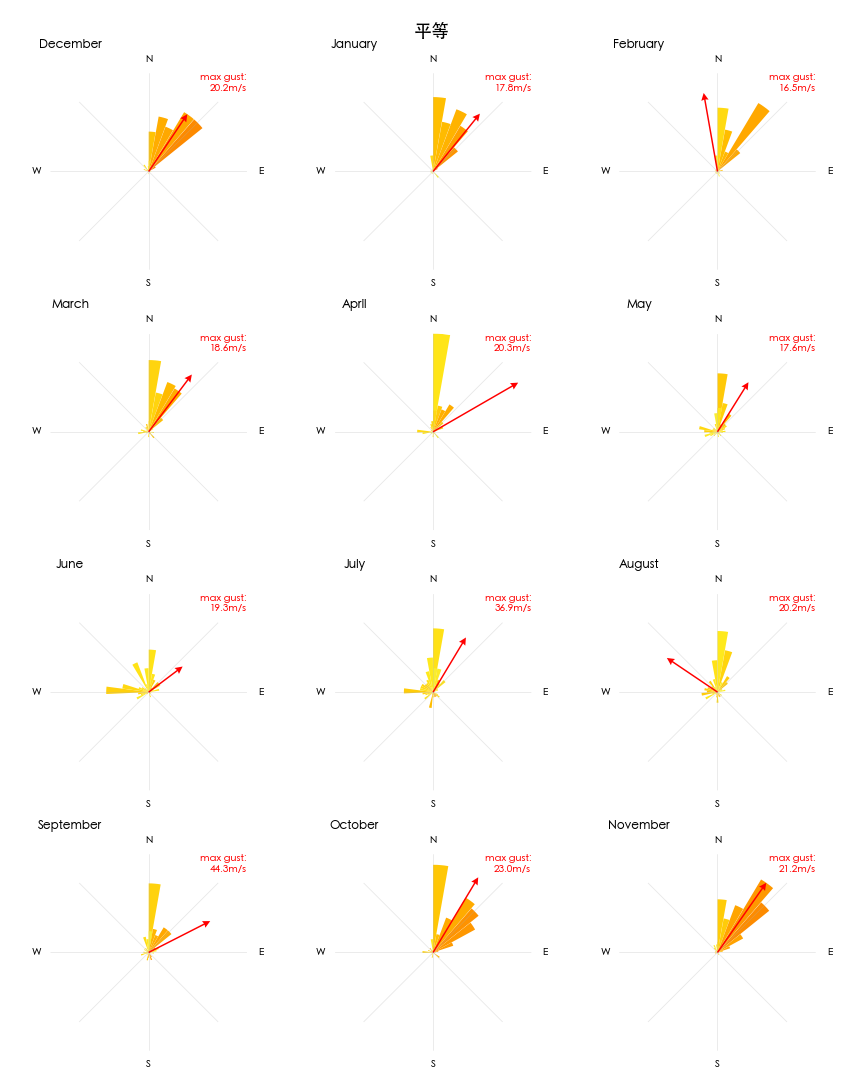 平等
December
January
February
N
N
N
max gust:
20.2m/s
max gust:
17.8m/s
max gust:
16.5m/s
W
E
W
E
W
E
S
S
S
March
April
May
N
N
N
max gust:
18.6m/s
max gust:
20.3m/s
max gust:
17.6m/s
W
E
W
E
W
E
S
S
S
June
July
August
N
N
N
max gust:
19.3m/s
max gust:
36.9m/s
max gust:
20.2m/s
W
E
W
E
W
E
S
S
S
September
October
November
N
N
N
max gust:
44.3m/s
max gust:
23.0m/s
max gust:
21.2m/s
W
E
W
E
W
E
S
S
S